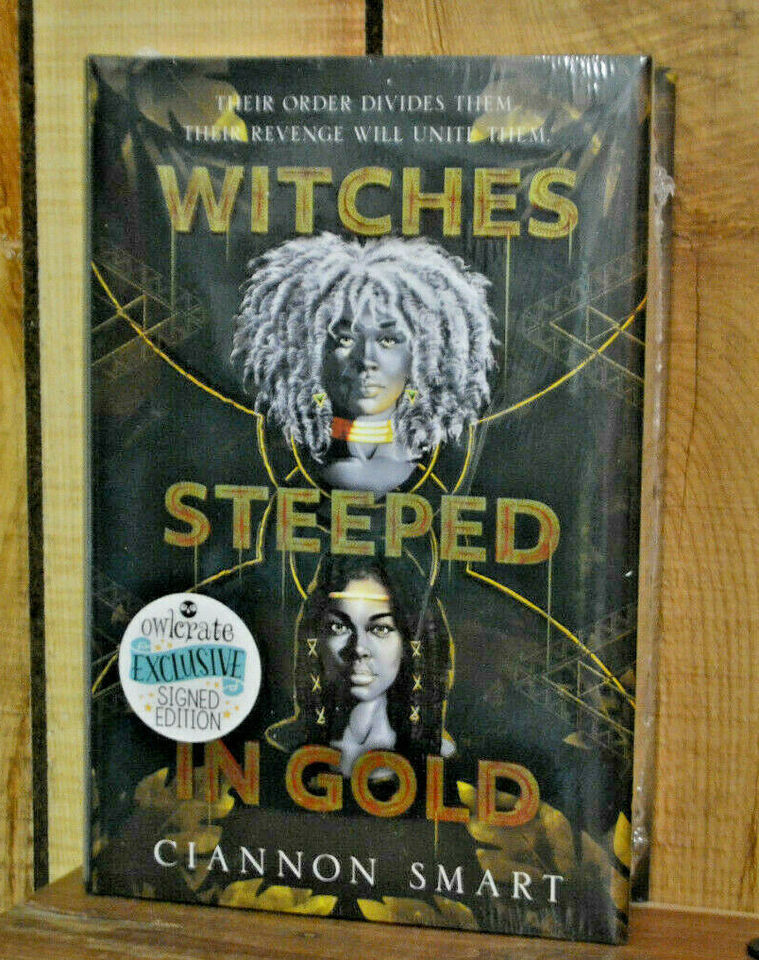 THEIR ORDER DIVIDES THEM
THEIR REVENGE WILL UNITE THEM.
WITCHES
STEEPED
owlcrate
EXCLUSIVE
SIGNED
EDITION
IN GOLD
CIANNON SMART